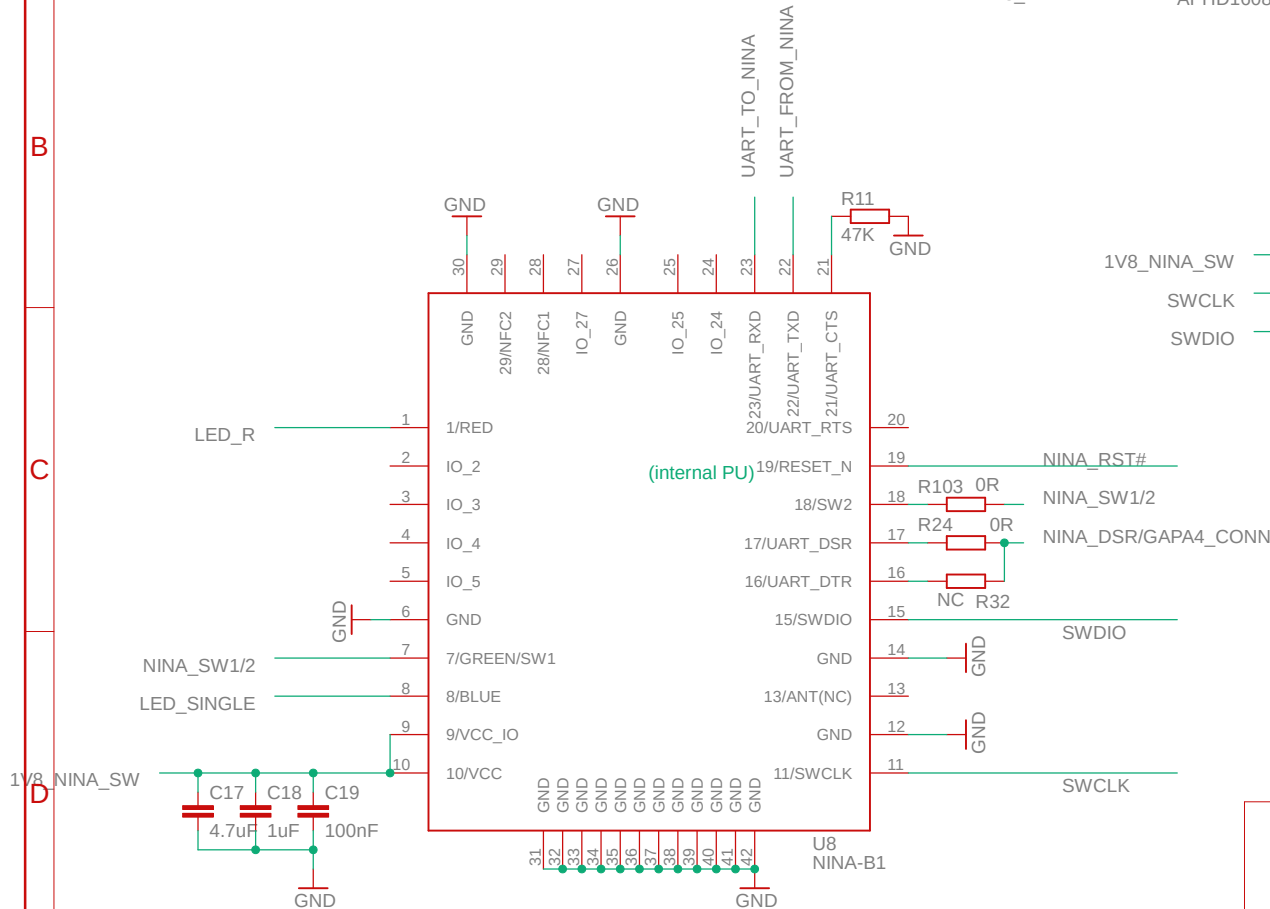 B
C
D
UART_TO_NINA
UART_FROM_NINA
GND
GND
R11
47K
GND
1V8_NINA_SW
SWCLK
SWDIO
30
29
28
27
26
25
24
23
22
21
GND
29/NFC2
28/NFC1
IO_27
GND
IO_25
IO_24
23/UART_RXD
22/UART_TXD
21/UART_CTS
LED_R
1
1/RED
2
IO_2
3
IO_3
4
IO_4
5
IO_5
GND
6
GND
NINA_SW1/2
7
7/GREEN/SW1
LED_SINGLE
8
8/BLUE
9
9/VCC_IO
1V8_NINA_SW
10
10/VCC
20/UART_RTS
20
(internal PU)
19/RESET_N
19
NINA_RST#
18/SW2
18
R103
0R
NINA_SW1/2
17/UART_DSR
17
R24
0R
NINA_DSR/GAPA4_CONN
16/UART_DTR
16
NC
R32
15/SWDIO
15
SWDIO
GND
14
GND
13/ANT(NC)
13
GND
12
GND
11/SWCLK
11
SWCLK
C17
4.7uF
C18
1uF
C19
100nF
GND
GND
GND
GND
GND
GND
GND
GND
GND
GND
GND
GND
GND
31
32
33
34
35
36
37
38
39
40
41
42
GND
U8
NINA-B1